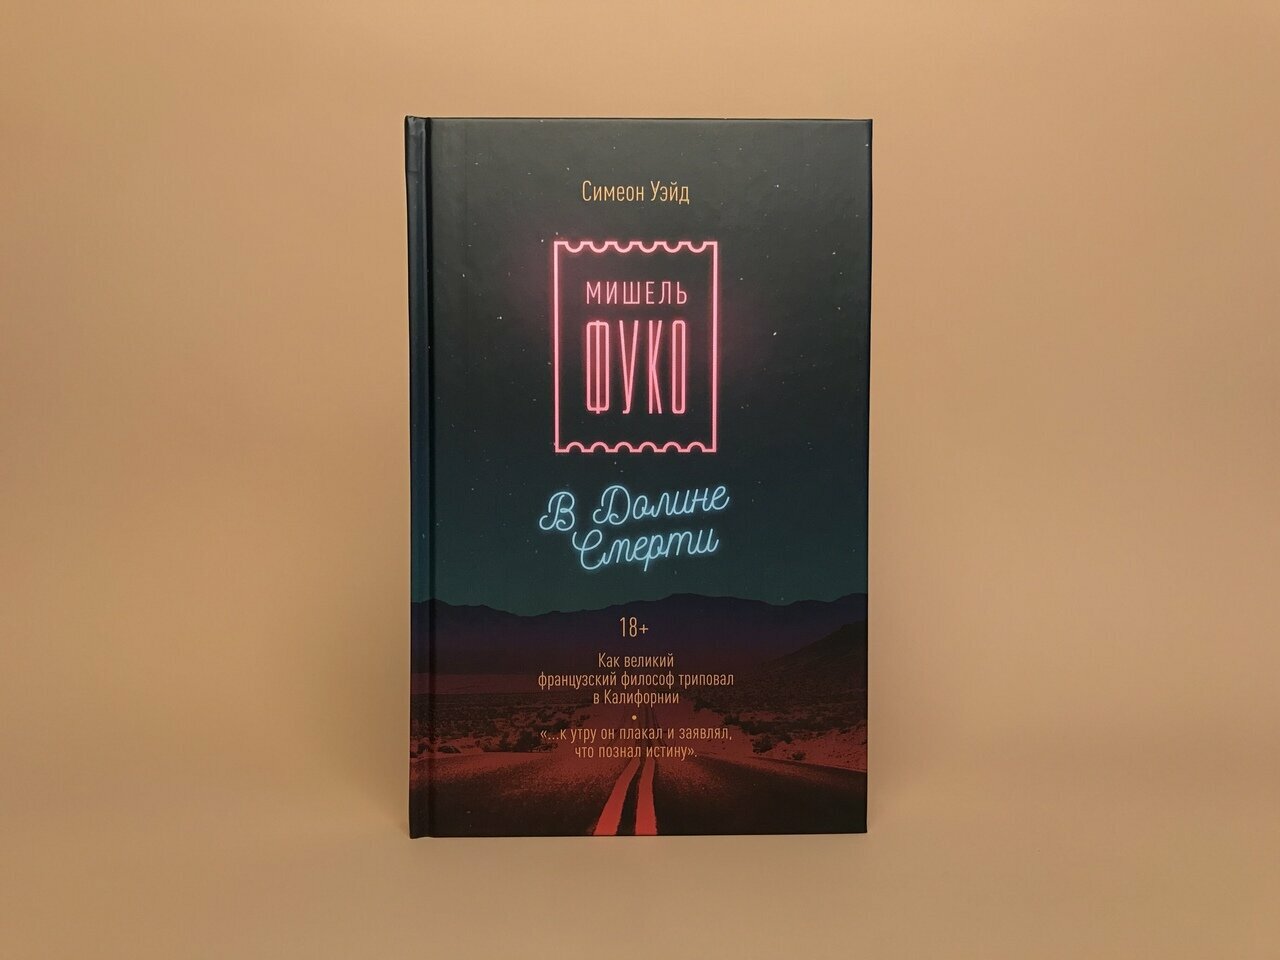 Симеон Уэйд
МИШЕЛЬ
ФУКО
В Долине
Смерти
18+
Как великий
французский философ триповал
в Калифорнии
•
«...к утру он плакал и заявлял,
что познал истину».